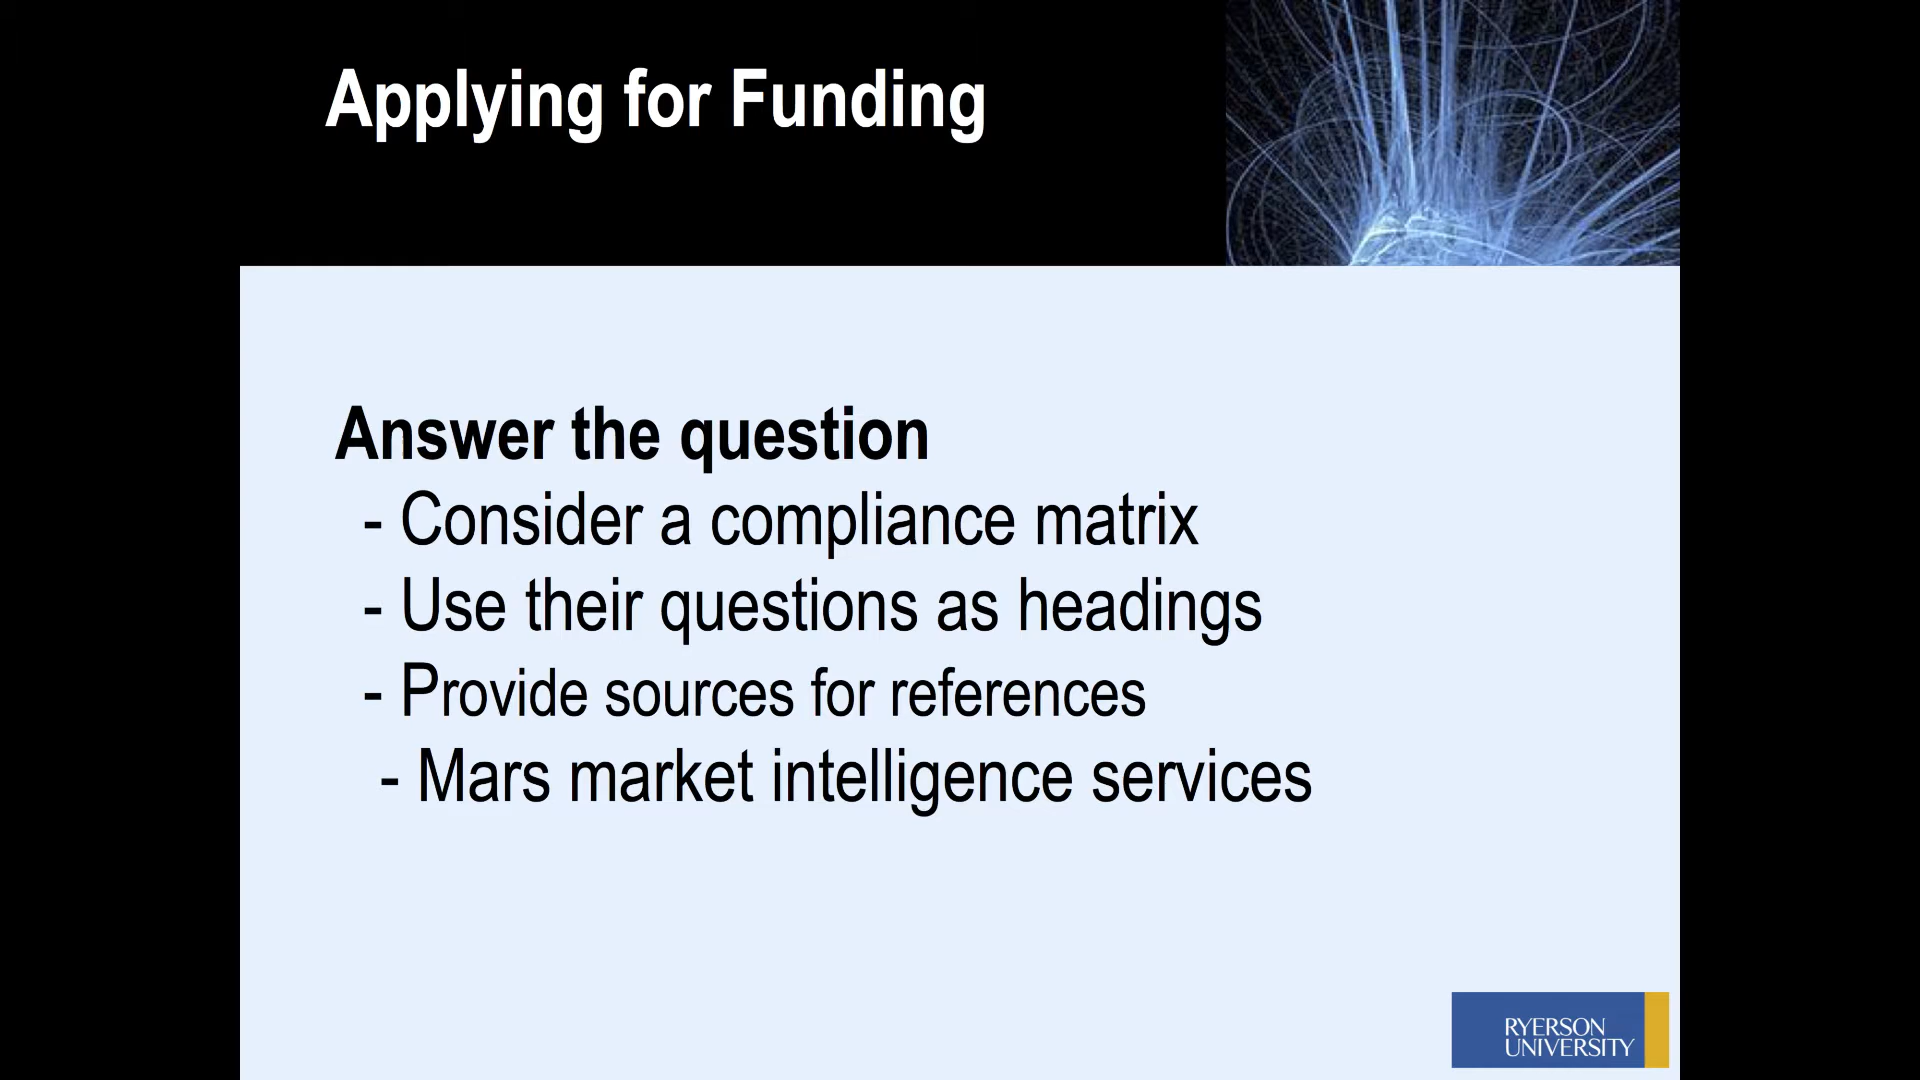 Applying for Funding
Answer the question
- Consider a compliance matrix
- Use their questions as headings
- Provide sources for references
- Mars market intelligence services
RYERSON
UNIVERSITY